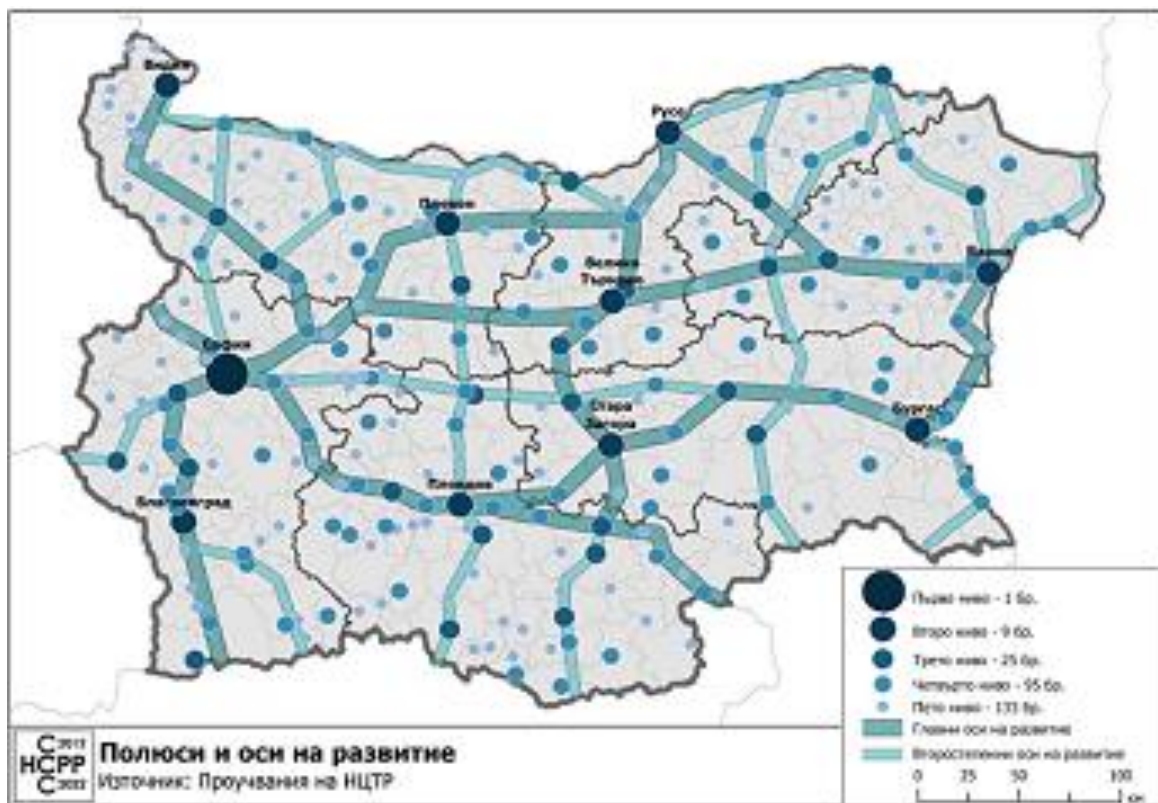 Видин
Русе
Плевен
Велико
Търново
Варна
София
Стара
Загора
Бургас
Пловдив
Благоевград
Първо ниво - 1 бр.
Второ ниво - 9 бр.
Трето ниво - 25 бр.
Четвърто ниво - 95 бр.
Пето ниво - 133 бр.
Главни оси на развитие
Второстепенни оси на развитие
0 25 50 100
км
НСРР
Полюси и оси на развитие
Източник: Проучвания на НЦТР